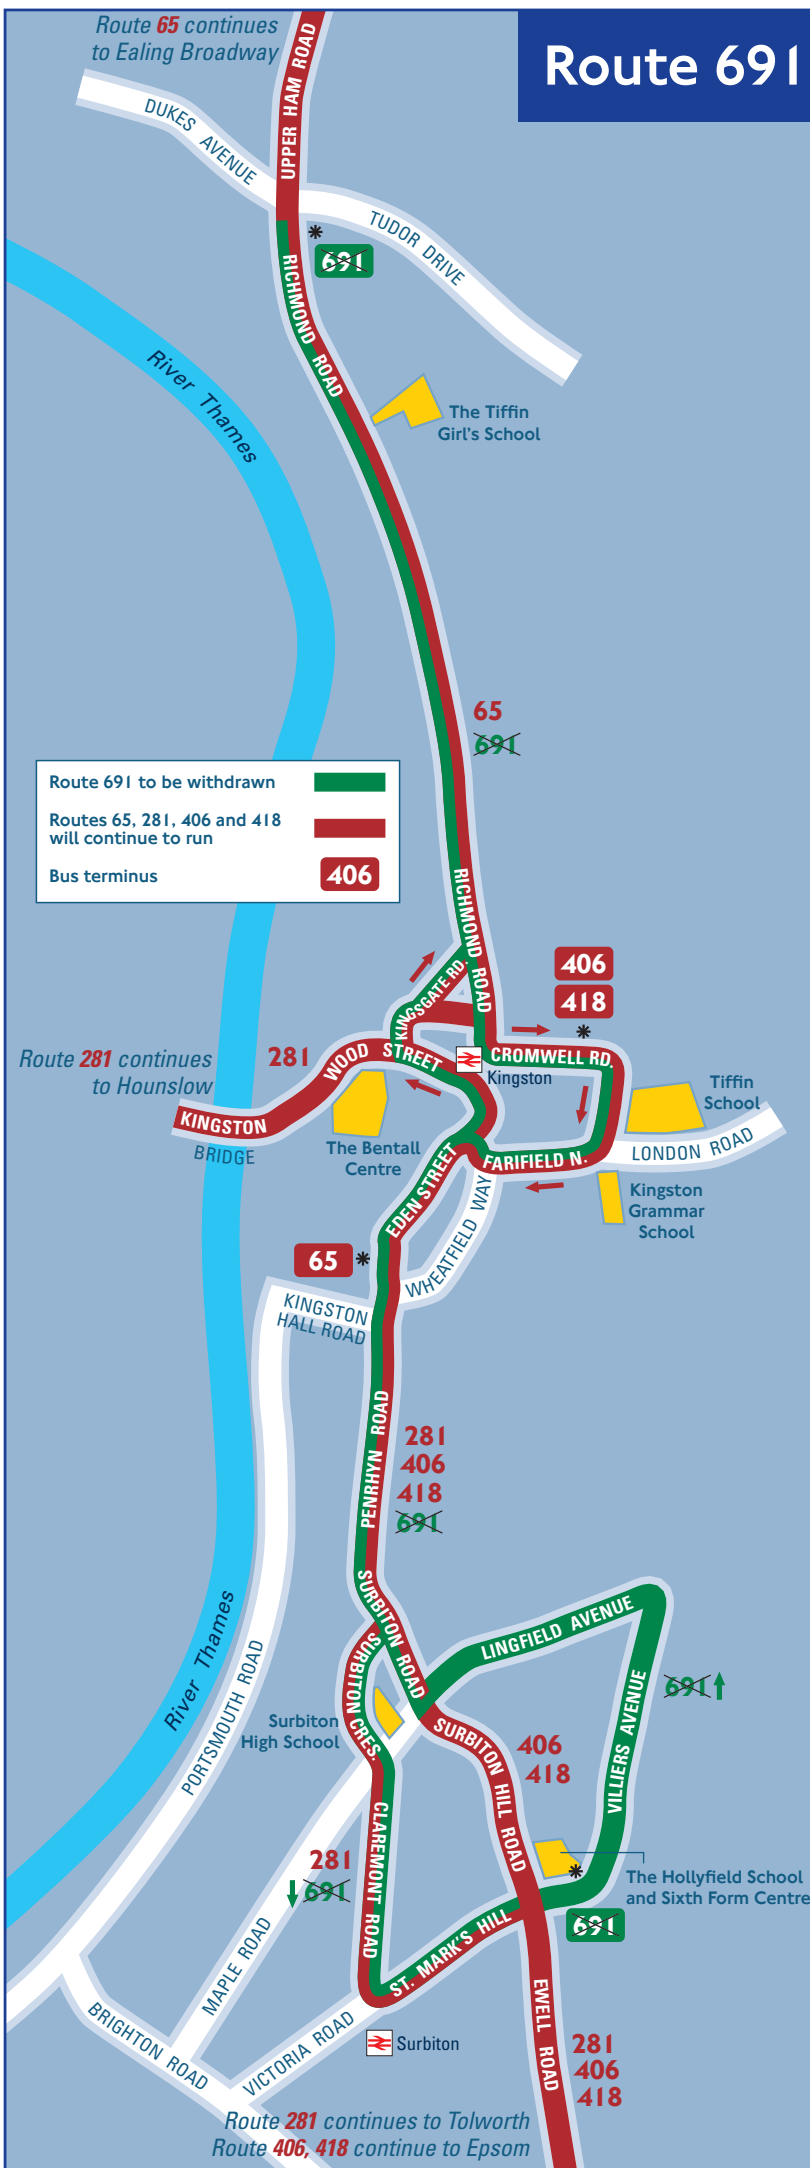 Route 65 continues
to Ealing Broadway
Route 691
UPPER HAM ROAD
DUKES AVENUE
TUDOR DRIVE
691
RICHMOND ROAD
River Thames
The Tiffin
Girl's School
65
691
Route 691 to be withdrawn
Routes 65, 281, 406 and 418
will continue to run
Bus terminus
406
RICHMOND ROAD
KINGSGATE RD.
406
418
Route 281 continues
to Hounslow
281
WOOD STREET
CROMWELL RD.
Kingston
KINGSTON
BRIDGE
The Bentall
Centre
Tiffin
School
LONDON ROAD
FARIFIELD N.
EDEN STREET
WHEATFIELD WAY
Kingston
Grammar
School
65
KINGSTON
HALL ROAD
PENRHYN ROAD
281
406
418
691
SURBITON ROAD
SURBITON CRES.
LINGFIELD AVENUE
River Thames
PORTSMOUTH ROAD
691
VILLIERS AVENUE
Surbiton
High School
SURBITON HILL ROAD
406
418
CLAREMONT ROAD
281
691
The Hollyfield School
and Sixth Form Centre
691
ST. MARK'S HILL
MAPLE ROAD
BRIGHTON ROAD
VICTORIA ROAD
Surbiton
EWELL ROAD
281
406
418
Route 281 continues to Tolworth
Route 406, 418 continue to Epsom